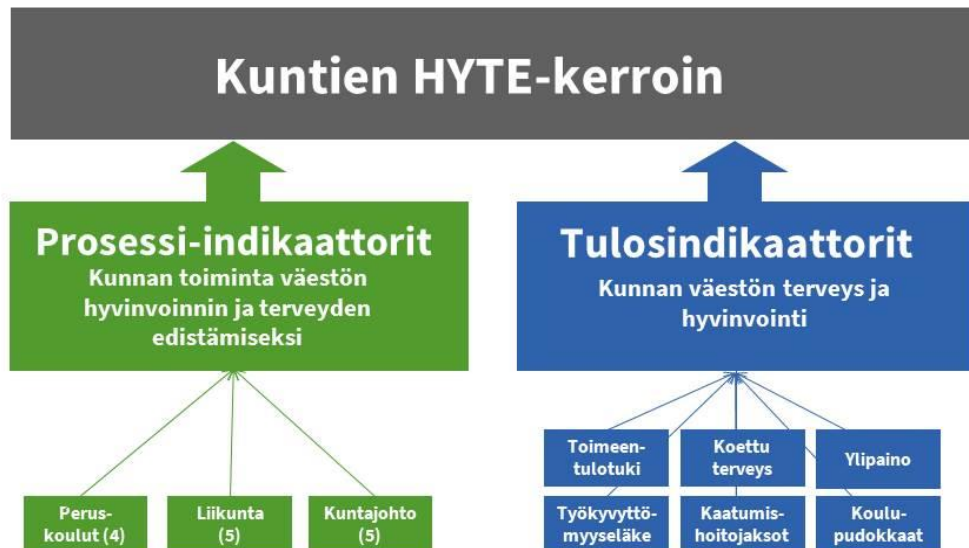 Kuntien HYTE-kerroin
Prosessi-indikaattorit
Kunnan toiminta väestön
hyvinvoinnin ja terveyden
edistämiseksi
Tulosindikaattorit
Kunnan väestön terveys ja
hyvinvointi
Perus-
koulut (4)
Liikunta
(5)
Kuntajohto
(5)
Toimeen-
tulotuki
Koettu
terveys
Ylipaino
Työkyvyttö-
myyseläke
Kaatumis-
hoitojaksot
Koulu-
pudokkaat